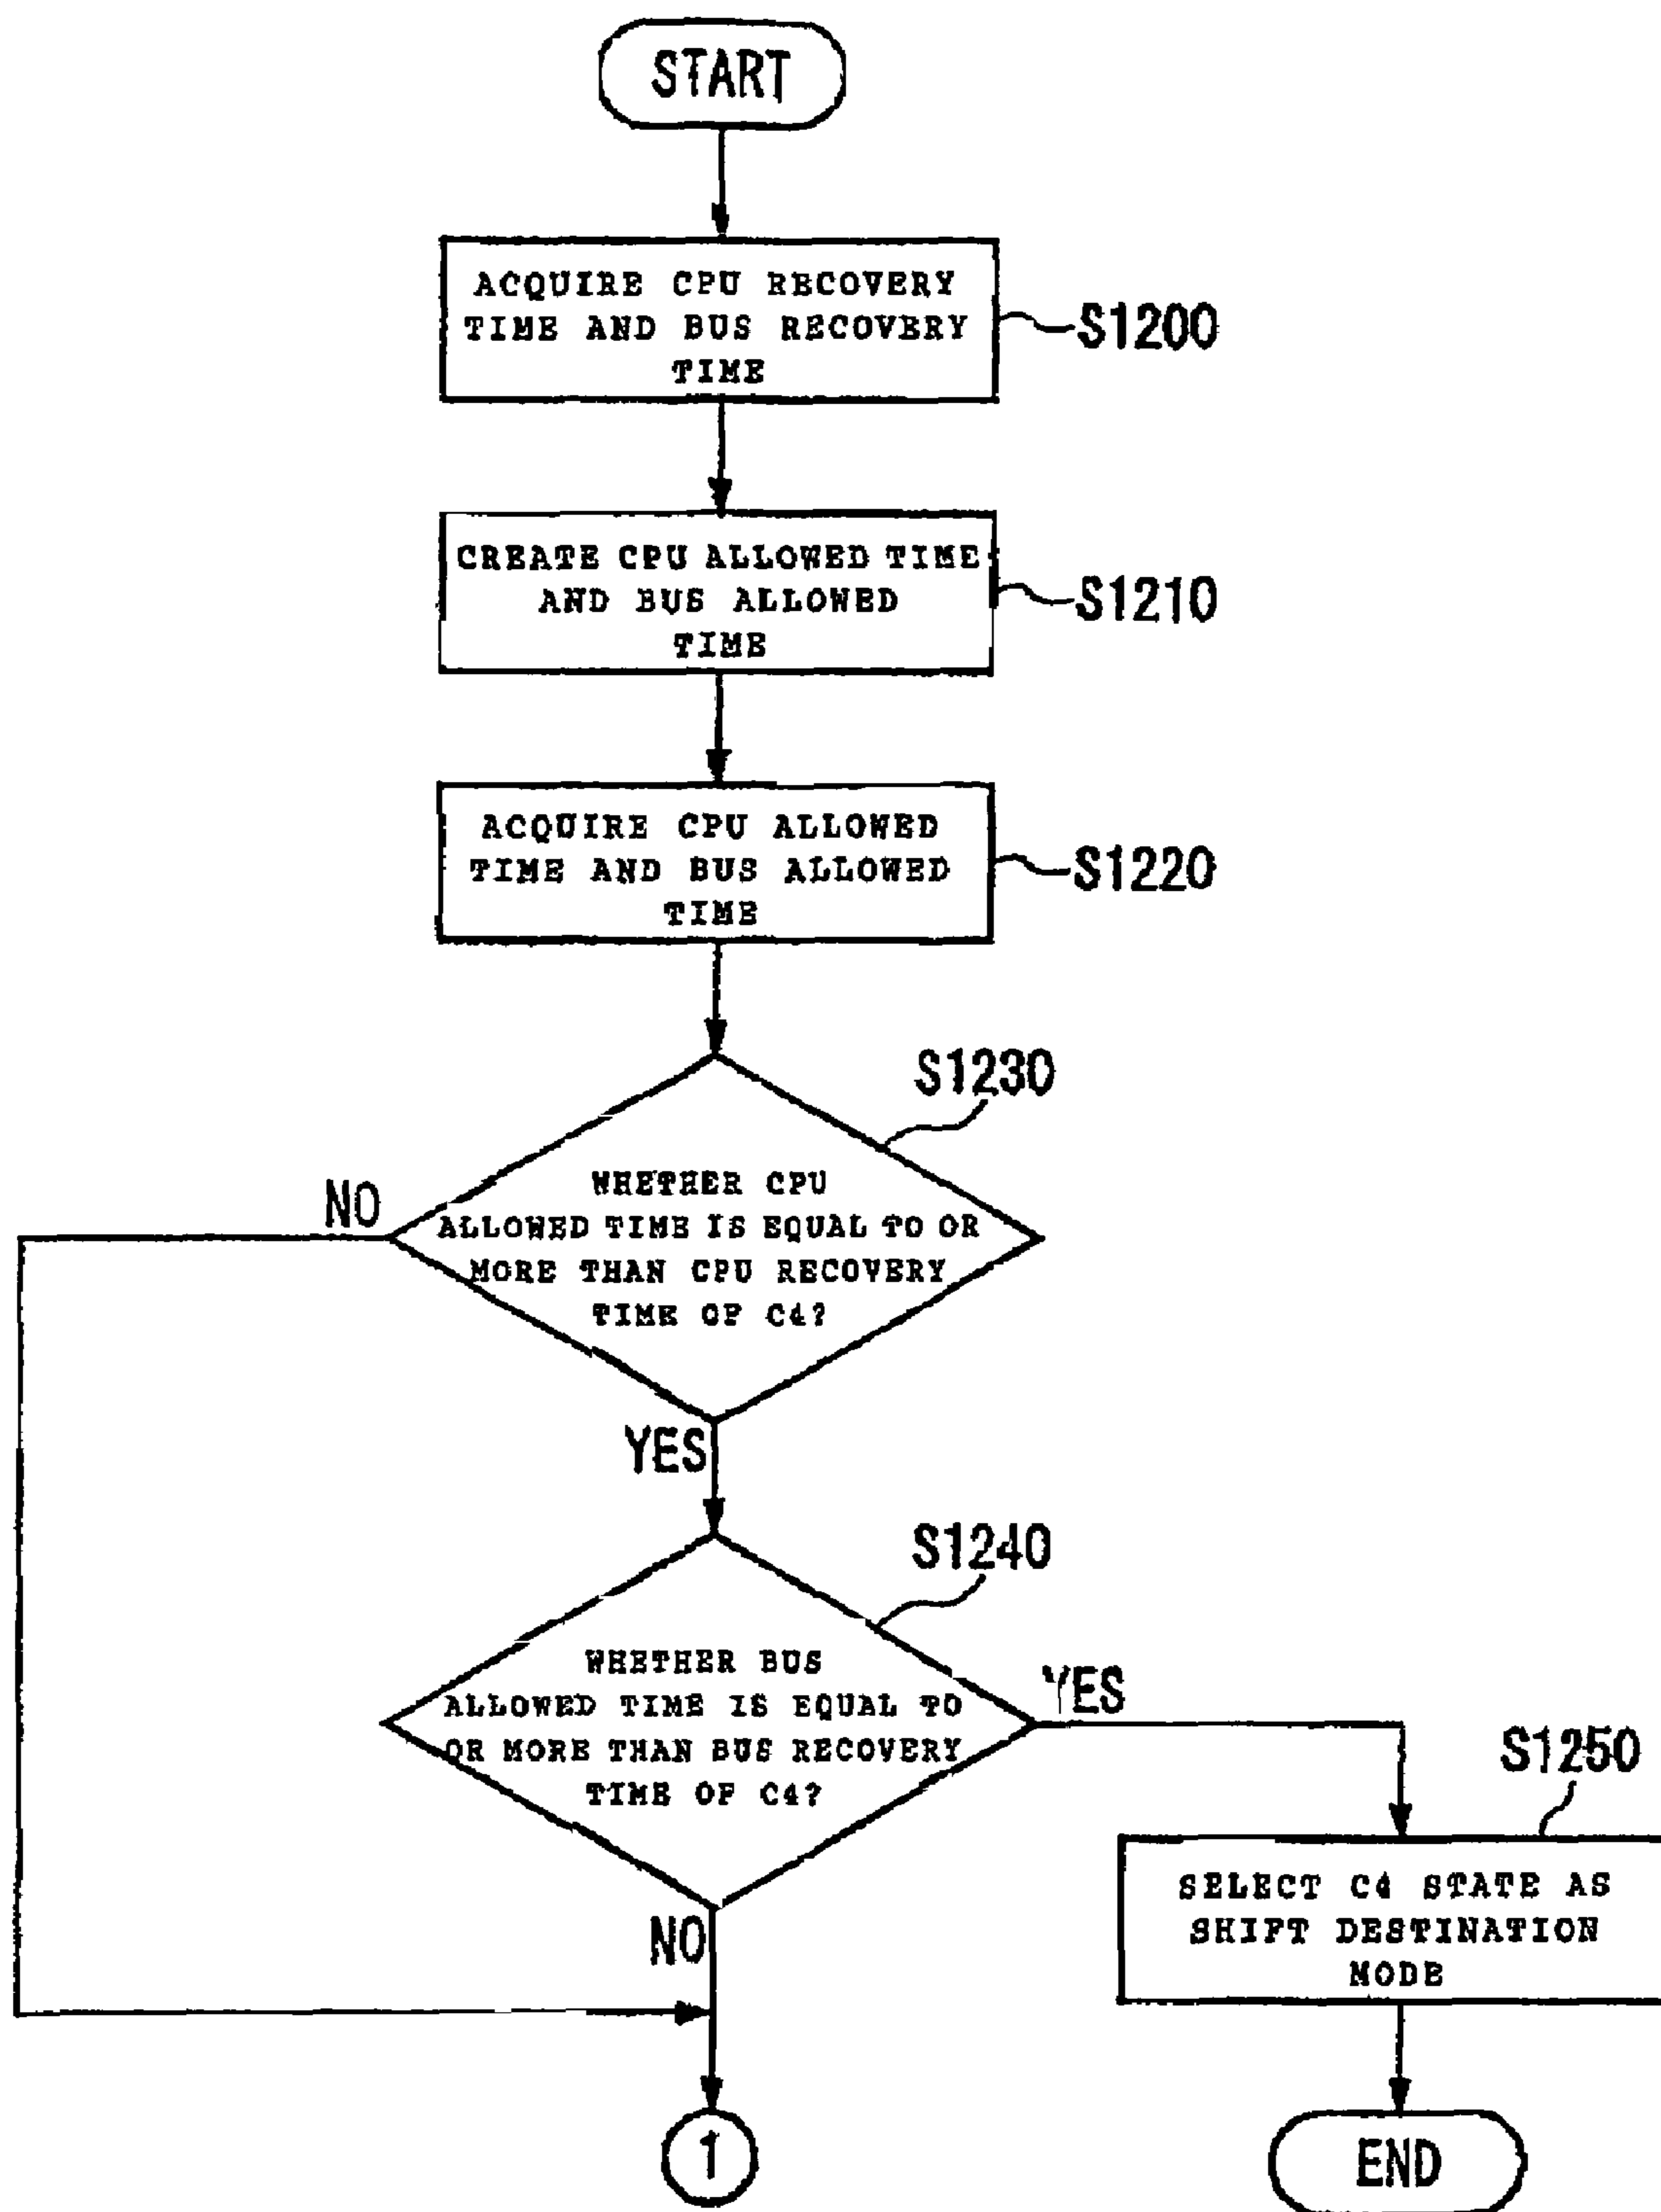 START
ACQUIRE CPU RECOVERY
TIME AND BUS RECOVERY
TIME
S1200
CREATE CPU ALLOWED TIME
AND BUS ALLOWED
TIME
S1210
ACQUIRE CPU ALLOWED
TIME AND BUS ALLOWED
TIME
S1220
S1230
WHETHER CPU
ALLOWED TIME IS EQUAL TO OR
MORE THAN CPU RECOVERY
TIME OF C4?
NO
YES
S1240
WHETHER BUS
ALLOWED TIME IS EQUAL TO
OR MORE THAN BUS RECOVERY
TIME OF C4?
YES
NO
S1250
SELECT C4 STATE AS
SHIFT DESTINATION
MODE
1
END